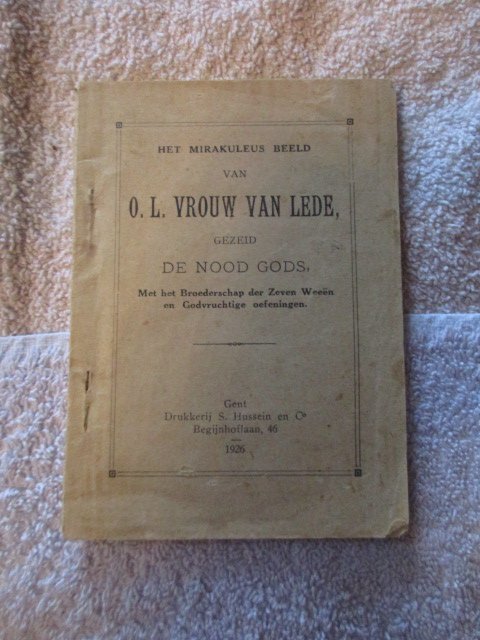 HET MIRAKULEUS BEELD
VAN
O. L. VROUW VAN LEDE,
GEZEID
DE NOOD GODS,
Met het Broederschap der Zeven Weeën
en Godvruchtige oefeningen.
Gent
Drukkerij S. Hussein en Cº
Begijnhoflaan, 46
1926